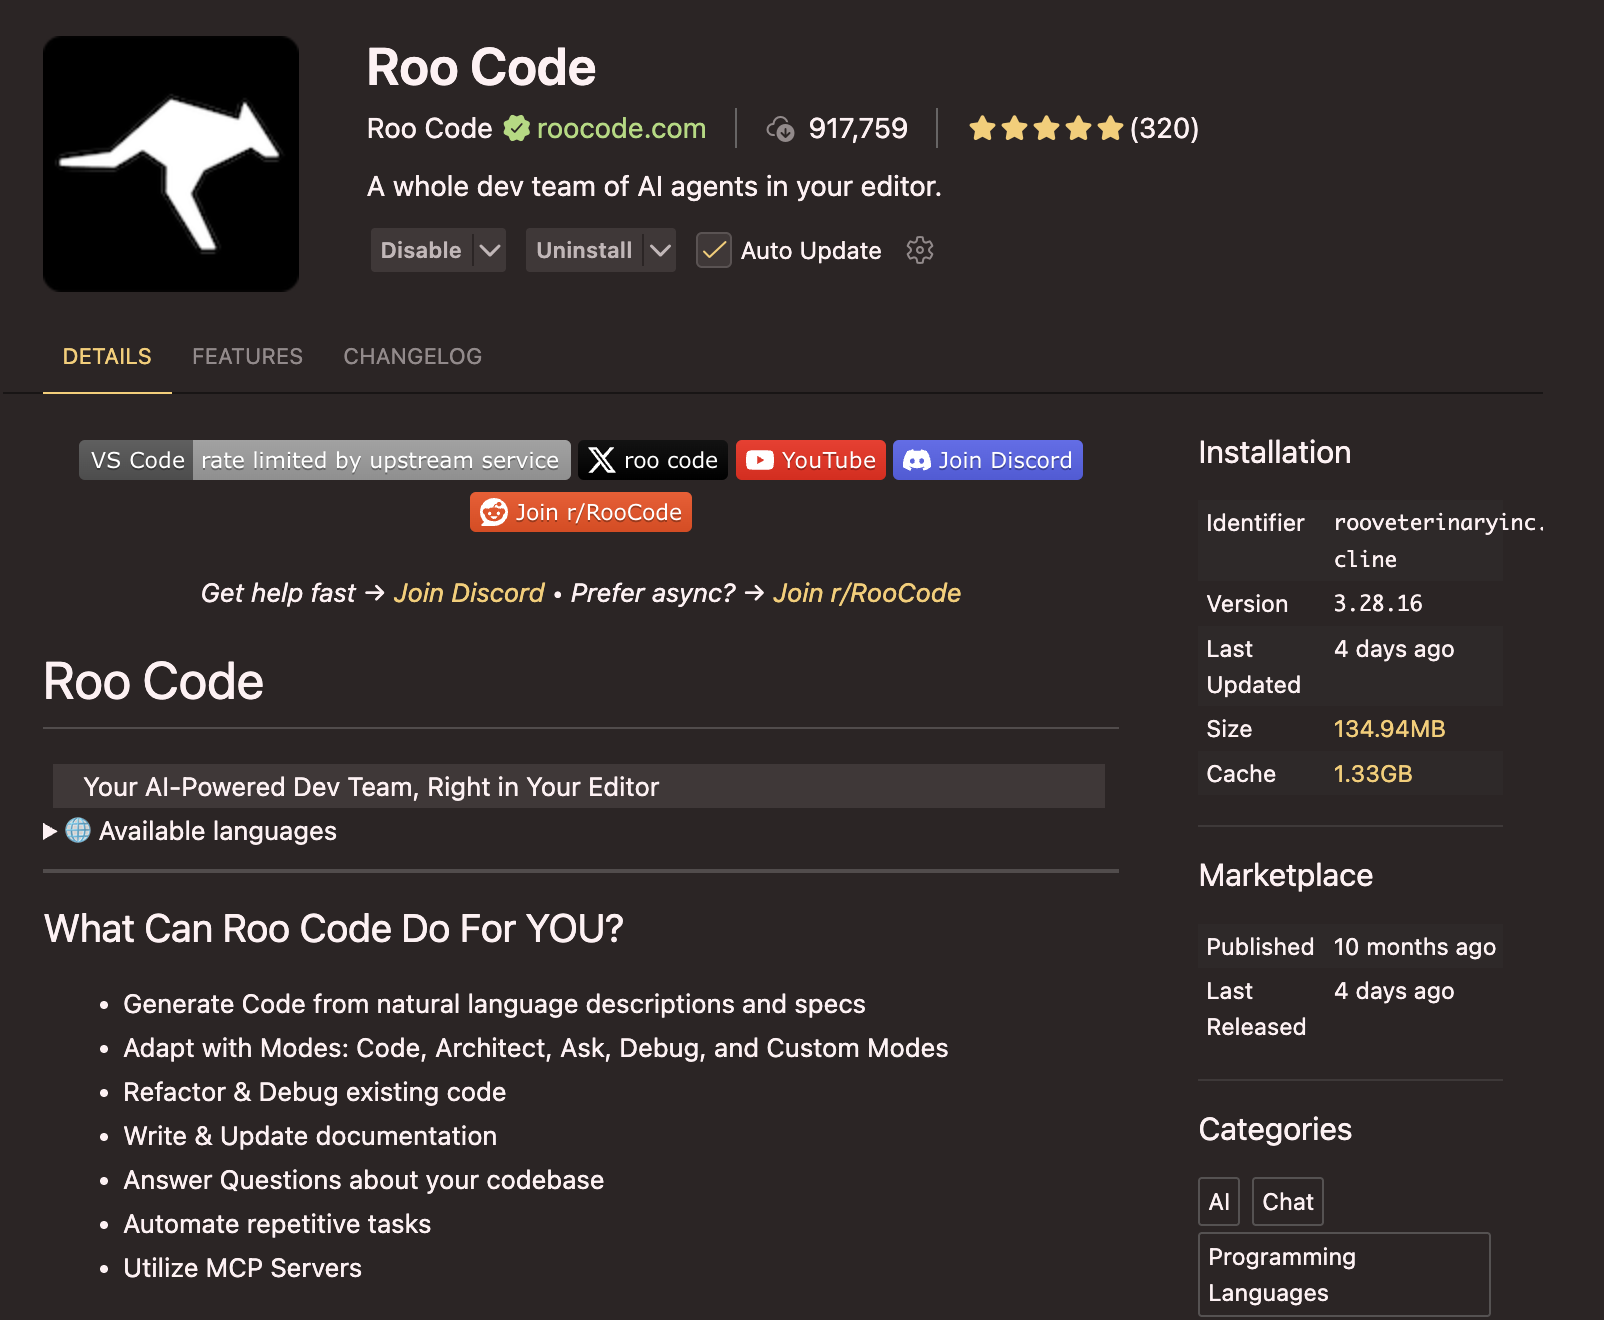 Roo Code
Roo Code roocode.com 917,759 (320)
A whole dev team of AI agents in your editor.
Disable Uninstall Auto Update
DETAILS FEATURES CHANGELOG
VS Code rate limited by upstream service roo code YouTube Join Discord
Join r/RooCode
Get help fast → Join Discord • Prefer async? → Join r/RooCode
Roo Code
Your AI-Powered Dev Team, Right in Your Editor
Available languages
What Can Roo Code Do For YOU?
• Generate Code from natural language descriptions and specs
• Adapt with Modes: Code, Architect, Ask, Debug, and Custom Modes
• Refactor & Debug existing code
• Write & Update documentation
• Answer Questions about your codebase
• Automate repetitive tasks
• Utilize MCP Servers
Installation
Identifier rooveterinaryinc.
cline
Version 3.28.16
Last 4 days ago
Updated
Size 134.94MB
Cache 1.33GB
Marketplace
Published 10 months ago
Last 4 days ago
Released
Categories
AI Chat
Programming
Languages